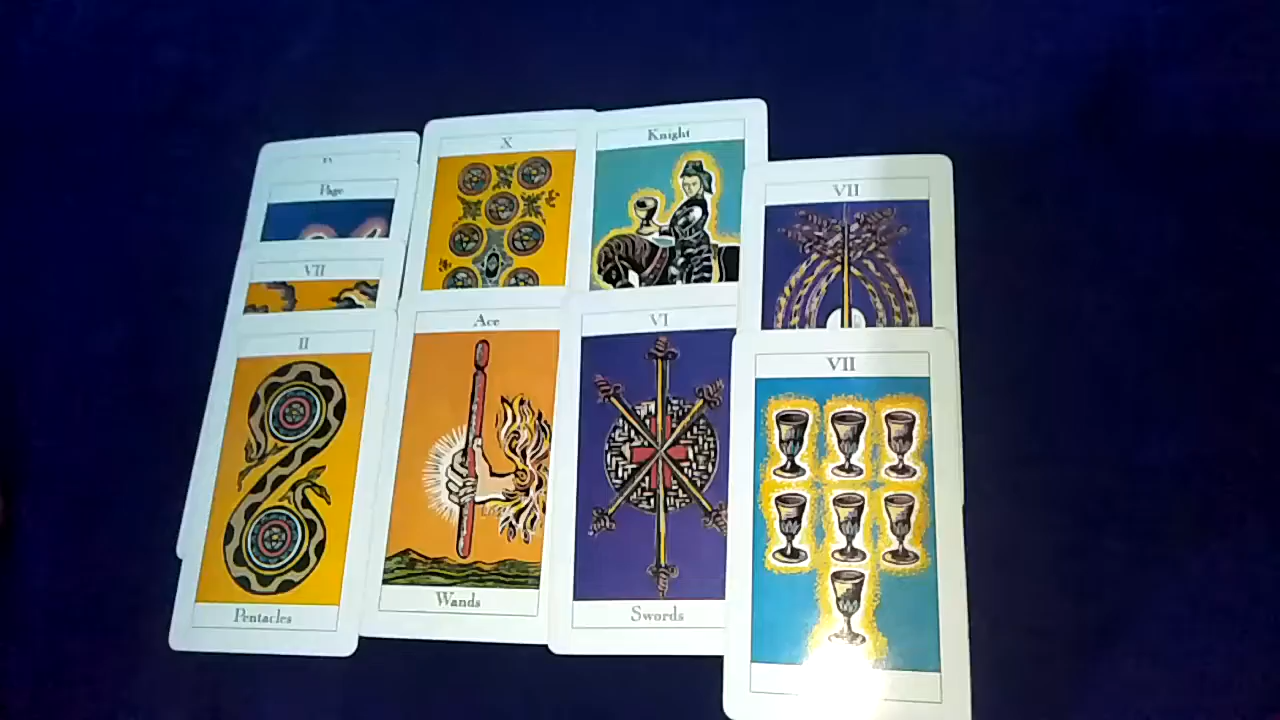 Page
VII
II
Pentacles
X
Ace
Wands
Knight
VI
Swords
VII
VII